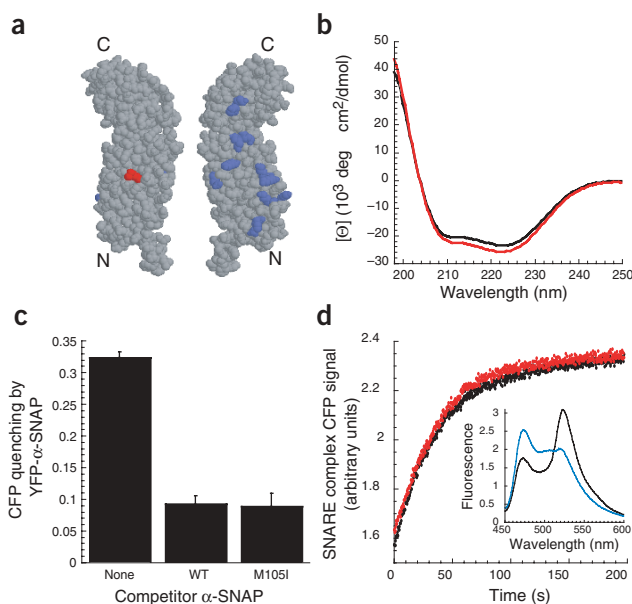 a
C
C
N
N
b
[Θ] (10³ deg cm²/dmol)
50
40
30
20
10
0
−10
−20
−30
200
210
220
230
240
250
Wavelength (nm)
c
CFP quenching by
YFP-α-SNAP
0.35
0.3
0.25
0.2
0.15
0.1
0.05
0
None
WT
M105I
Competitor α-SNAP
d
SNARE complex CFP signal
(arbitrary units)
2.4
2.2
2.0
1.8
1.6
0
50
100
150
200
Time (s)
Fluorescence
3
2.5
2
1.5
1
0.5
0
450
500
550
600
Wavelength (nm)